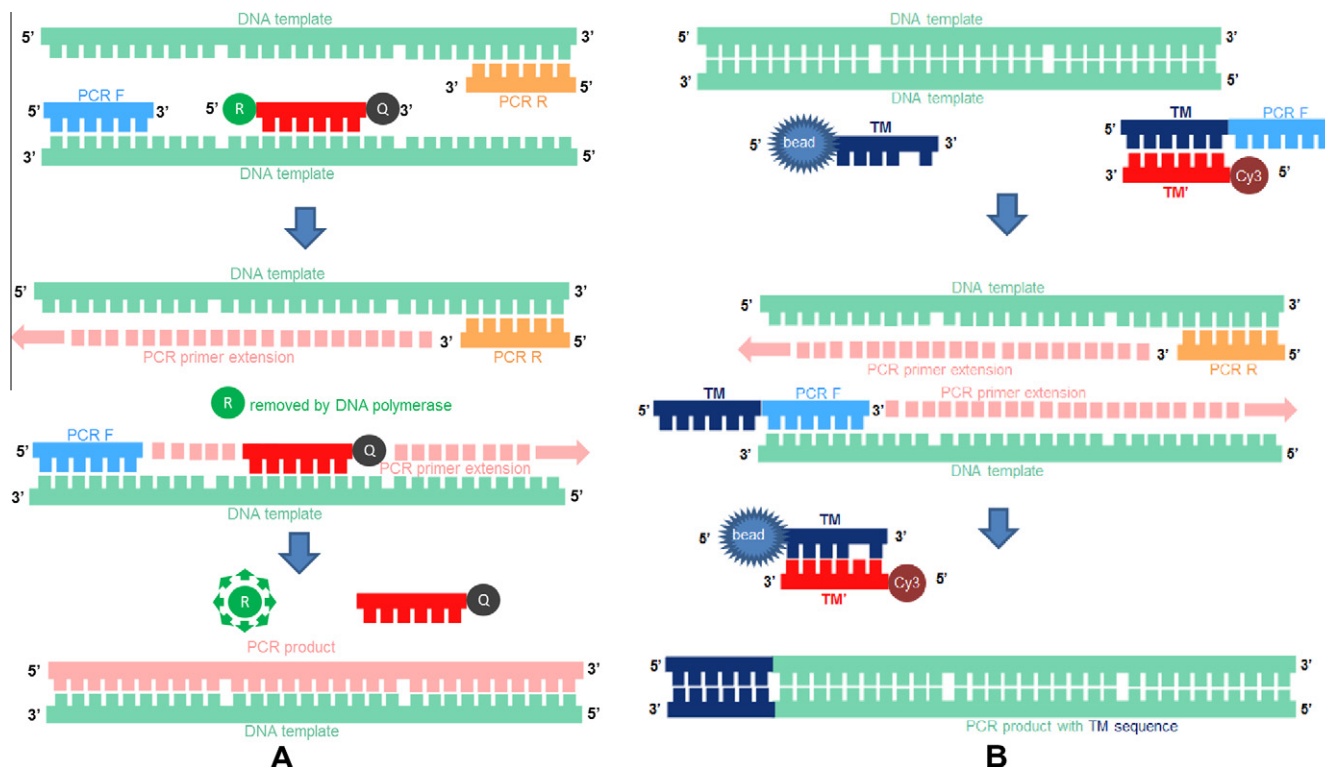 DNA template
5’ 3’
3’ 5’
PCR R
PCR F
5’ 3’ 5’ R Q 3’
3’ 5’
DNA template
DNA template
5’ 3’
3’ 5’
PCR primer extension PCR R
R removed by DNA polymerase
PCR F
5’ Q
PCR primer extension
3’ 5’
DNA template
R Q
PCR product
5’ 3’
3’ 5’
DNA template
A
DNA template
5’ 3’
3’ 5’
DNA template
TM
5’ bead 3’
TM PCR F
5’
3’ Cy3 5’
TM’
DNA template
5’ 3’
3’ 5’
PCR primer extension PCR R
TM PCR F PCR primer extension
5’ 3’
3’ 5’
DNA template
TM
5’ bead 3’
3’ Cy3 5’
TM’
5’ 3’
3’ 5’
PCR product with TM sequence
B